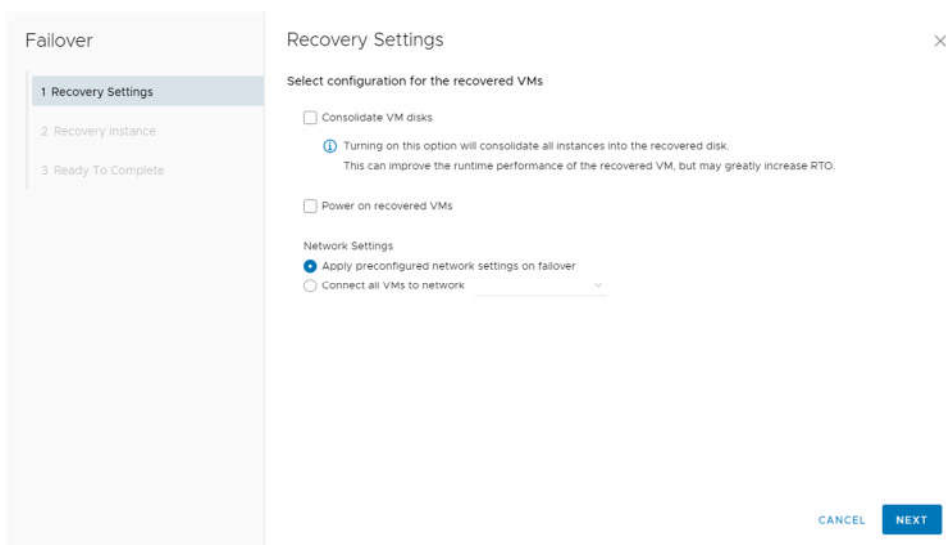 Failover
1 Recovery Settings
2 Recovery Instance
3 Ready To Complete
Recovery Settings
Select configuration for the recovered VMs
Consolidate VM disks
Turning on this option will consolidate all instances into the recovered disk.
This can improve the runtime performance of the recovered VM, but may greatly increase RTO.
Power on recovered VMs
Network Settings
Apply preconfigured network settings on failover
Connect all VMs to network
CANCEL
NEXT